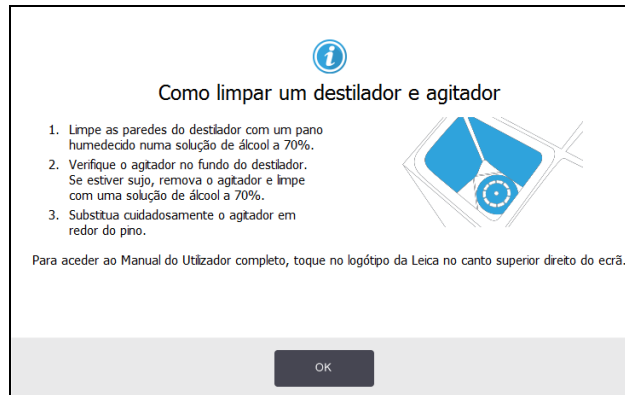 Como limpar um destilador e agitador
1. Limpe as paredes do destilador com um pano
humedecido numa solução de álcool a 70%.
2. Verifique o agitador no fundo do destilador.
Se estiver sujo, remova o agitador e limpe
com uma solução de álcool a 70%.
3. Substitua cuidadosamente o agitador em
redor do pino.
Para aceder ao Manual do Utilizador completo, toque no logótipo da Leica no canto superior direito do ecrã.
OK